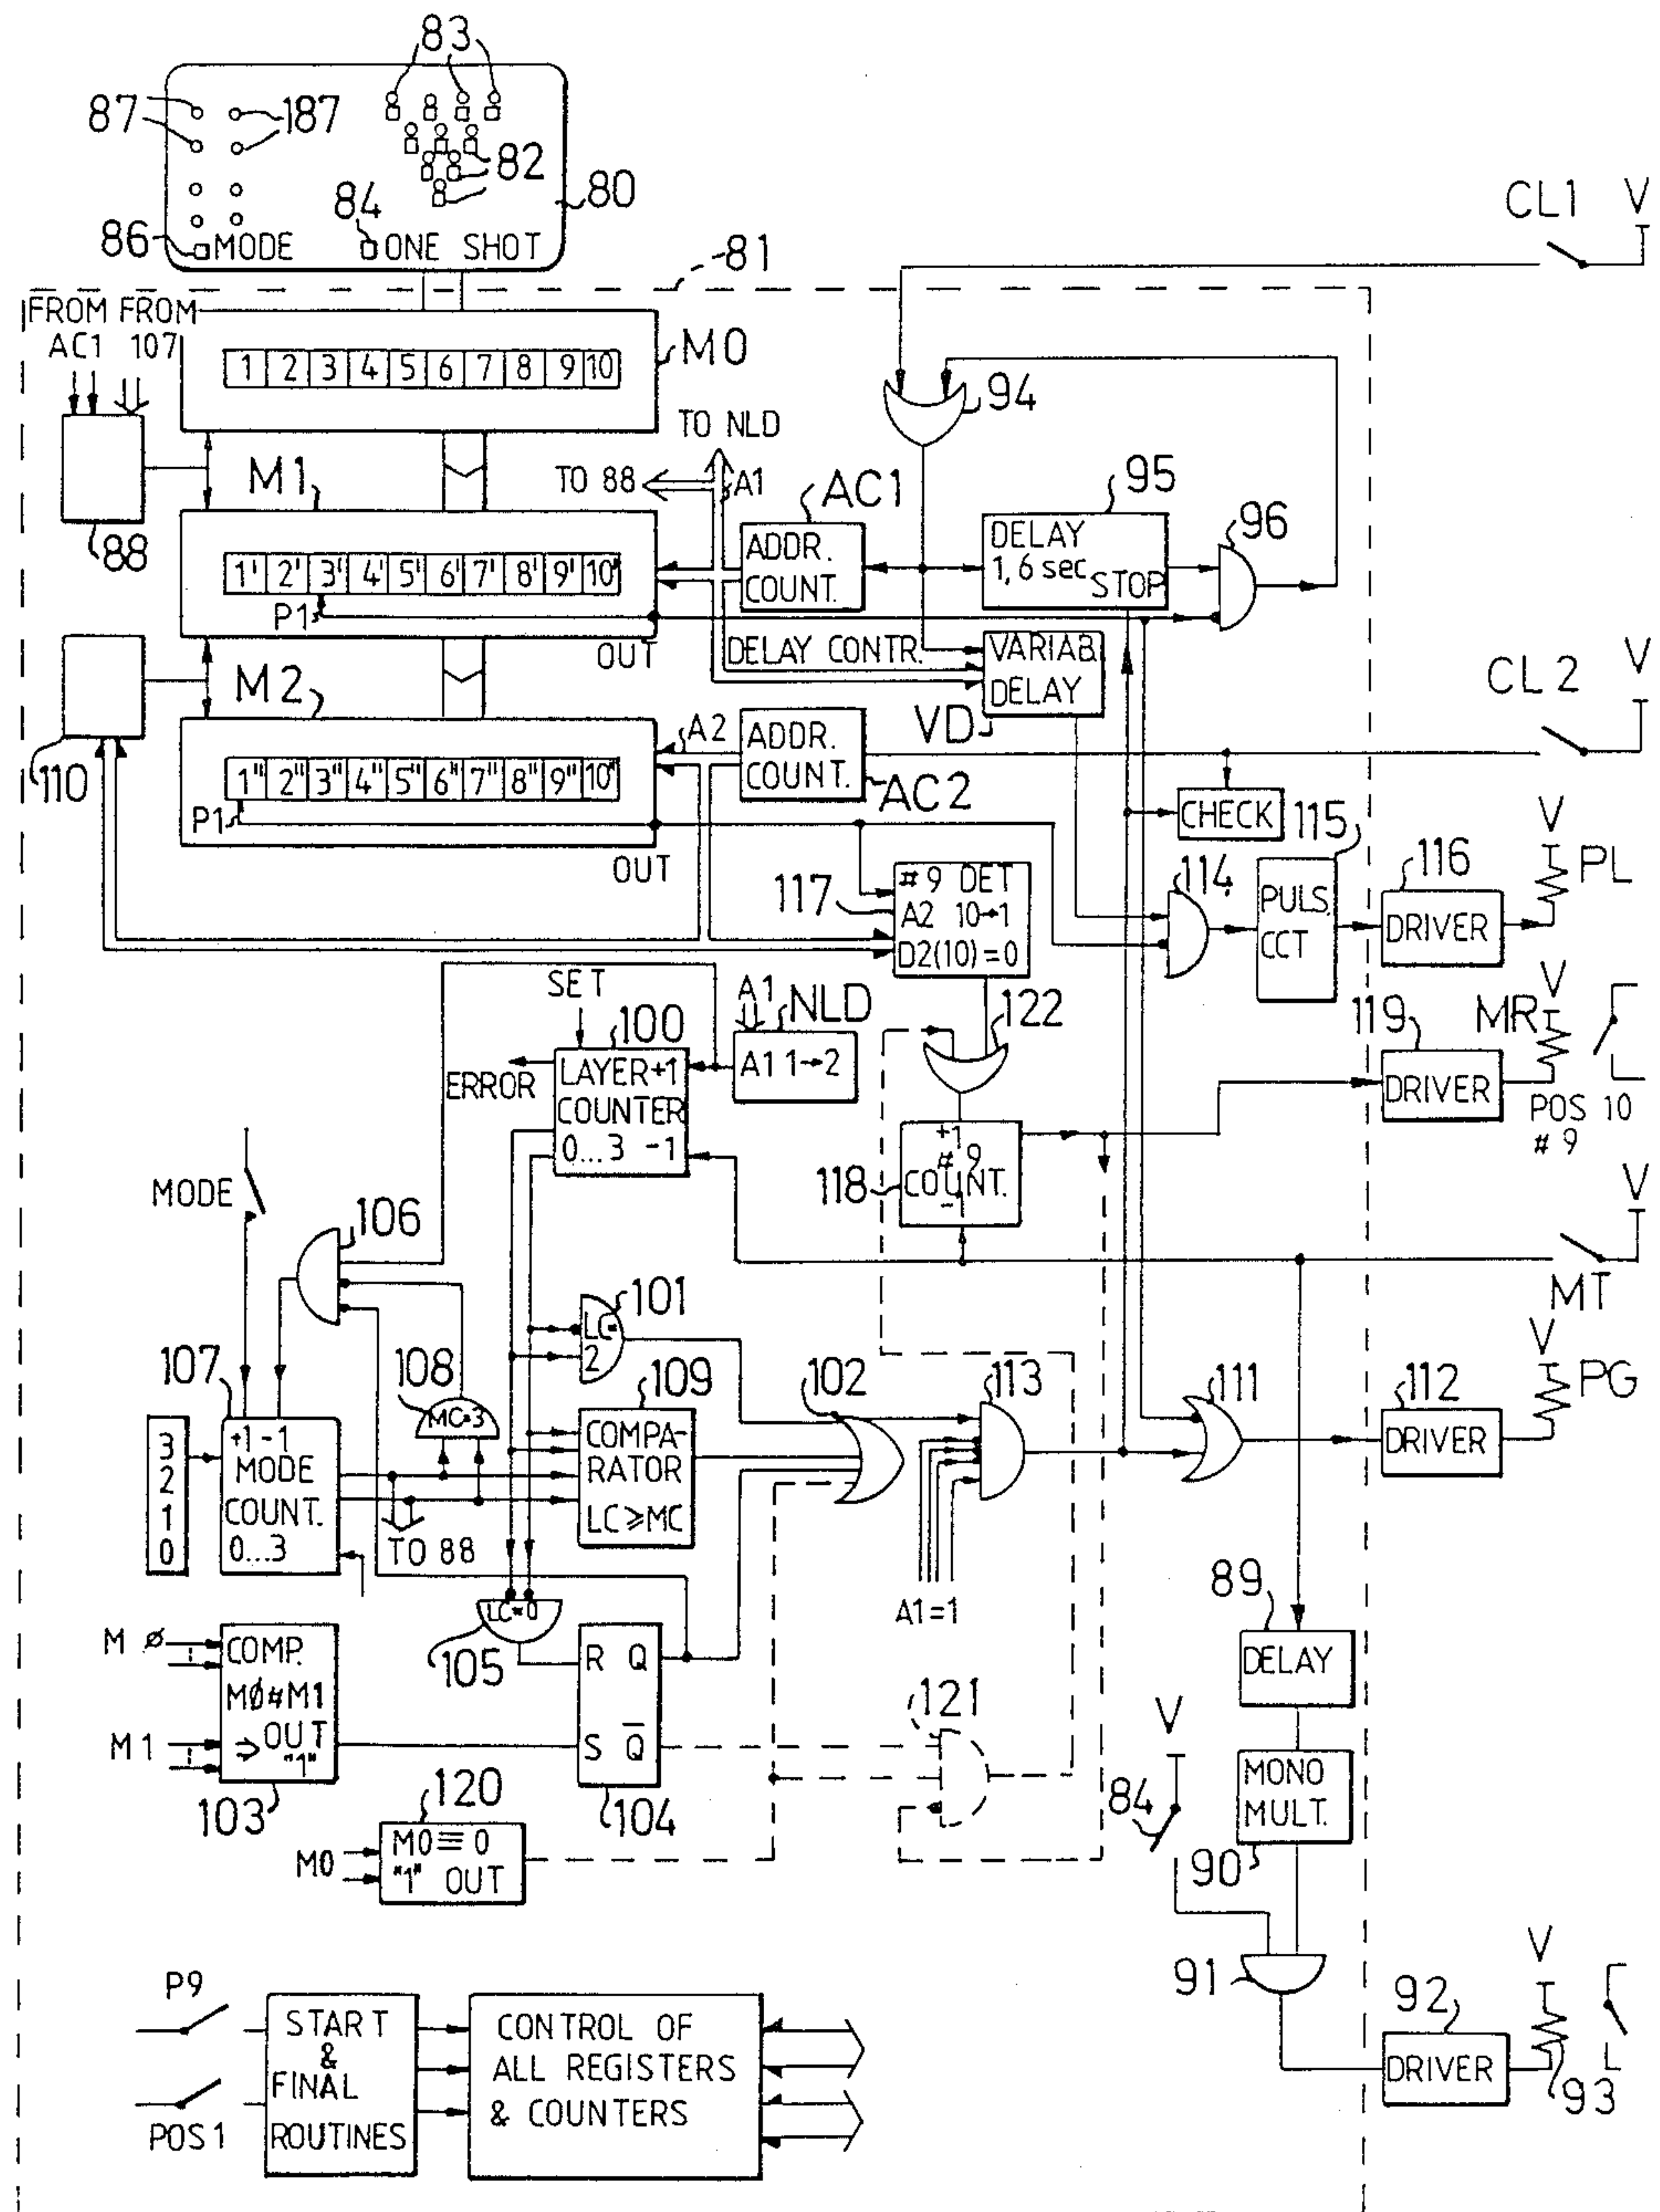 83
87
187
82
80
84
86
MODE
ONE SHOT
81
CL1
V
FROM FROM
AC1 107
M0
1 2 3 4 5 6 7 8 9 10
94
TO NLD
TO 88
A1
M1
AC1
95
96
88
1' 2' 3' 4' 5' 6' 7' 8' 9' 10'
ADDR.
COUNT.
DELAY
1,6 sec
STOP
P1
OUT
DELAY CONTR.
VARIAB.
DELAY
VD
V
CL2
M2
A2
ADDR.
COUNT.
AC2
110
1" 2" 3" 4" 5" 6" 7" 8" 9" 10"
P1
OUT
CHECK
115
V
PL
117
# 9 DET
A2 10→1
D2(10)=0
114
PULS.
CCT
116
DRIVER
SET
A1
NLD
A1 1→2
100
LAYER+1
COUNTER
0...3 -1
ERROR
122
119
MR
V
DRIVER
POS 10
# 9
118
+1
# 9
COUNT.
-1
MODE
106
V
MT
101
LC=
2
107
108
MC=3
109
102
113
111
112
V
PG
3
2
1
0
+1 -1
MODE
COUNT.
0...3
COMPA-
RATOR
LC≥MC
DRIVER
TO 88
A1=1
LC=0
105
89
DELAY
M Ø
M1
COMP.
MØ#M1
⇒ OUT
"1"
103
R Q
S Q̅
104
121
V
84
MONO
MULT.
90
120
M0
M0≡0
"1" OUT
91
V
92
DRIVER
93
P9
POS1
START
&
FINAL
ROUTINES
CONTROL OF
ALL REGISTERS
& COUNTERS